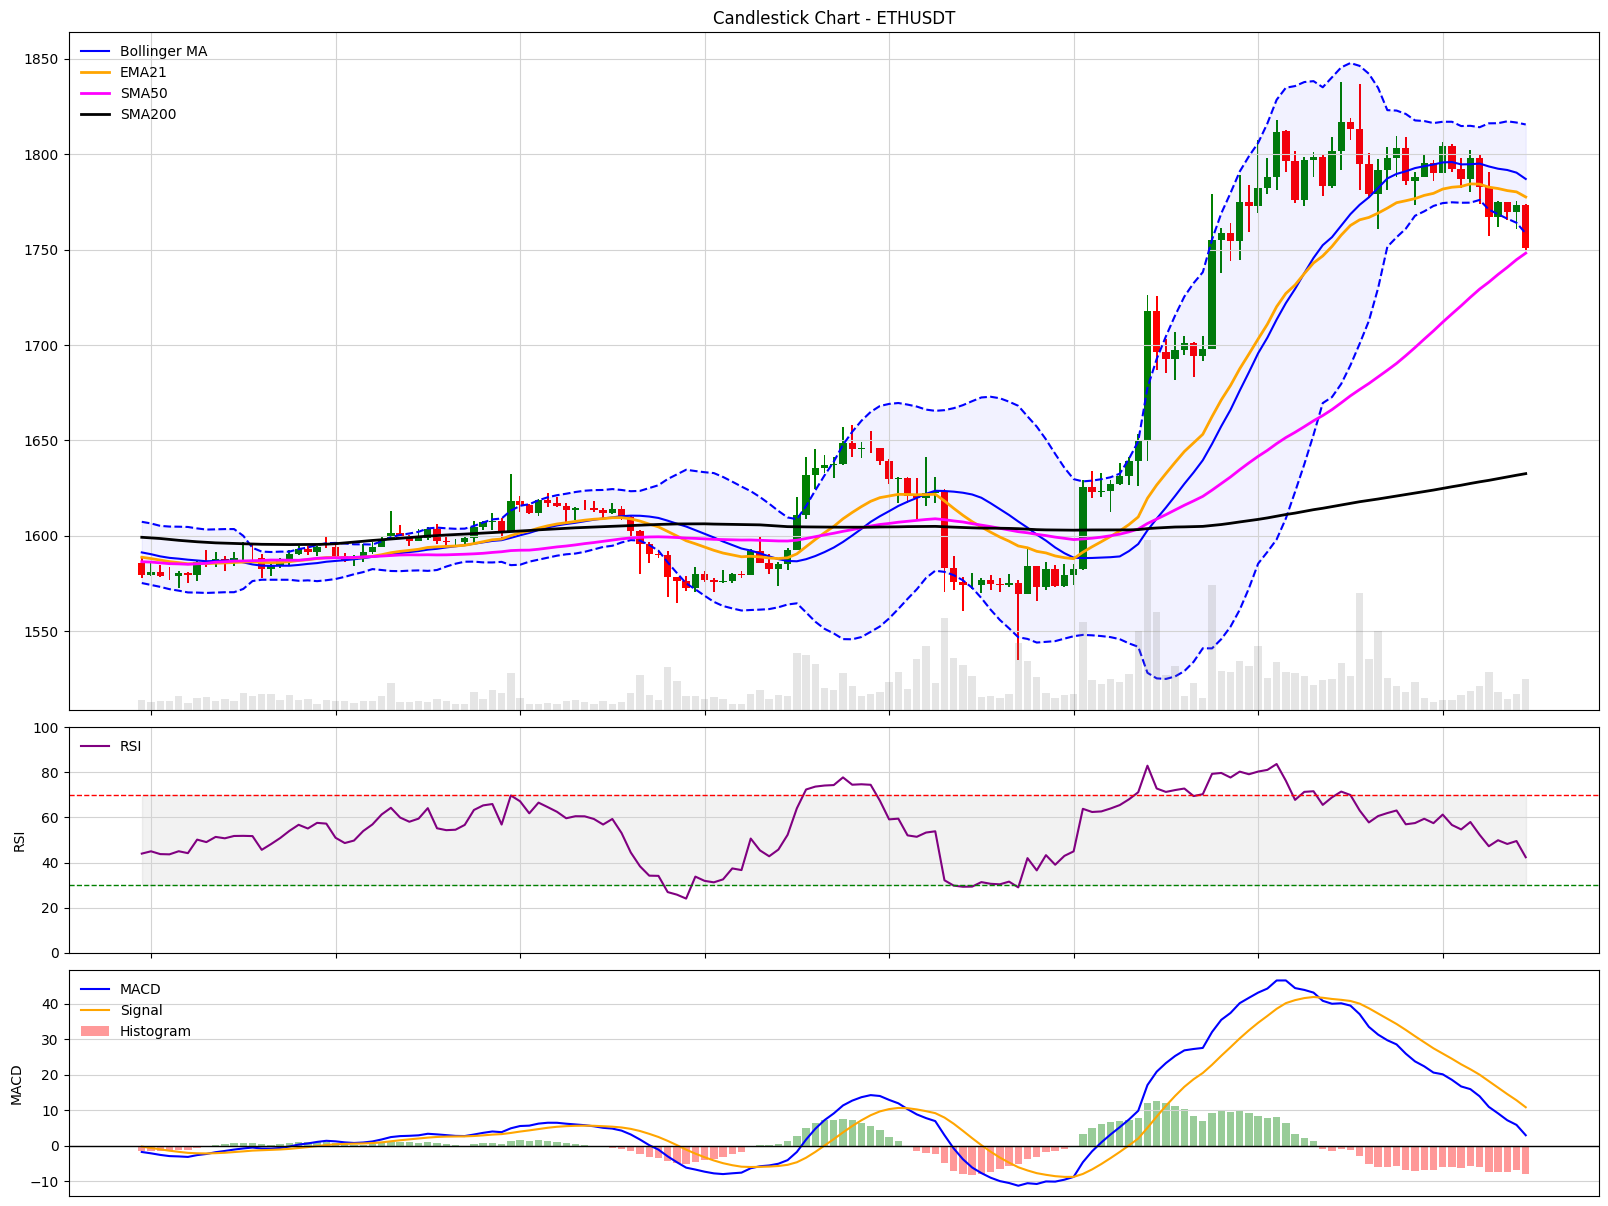 Candlestick Chart - ETHUSDT
Bollinger MA
EMA21
SMA50
SMA200
1850
1800
1750
1700
1650
1600
1550
RSI
100
80
60
40
20
0
RSI
MACD
Signal
Histogram
40
30
20
10
0
−10
MACD